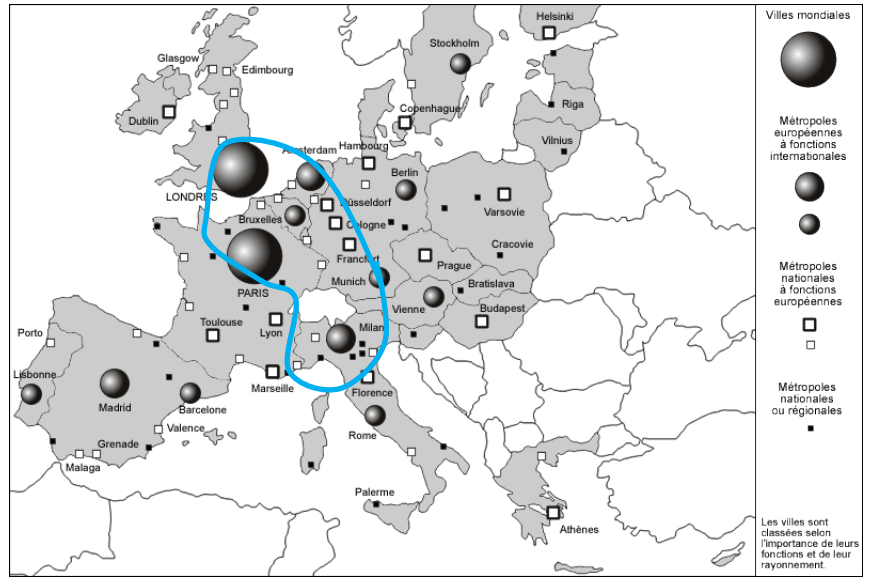 Helsinki
Stockholm
Glasgow
Edimbourg
Copenhague
Riga
Dublin
Vilnius
Amsterdam
Hambourg
Berlin
LONDRES
Düsseldorf
Varsovie
Bruxelles
Cologne
Cracovie
Francfort
Prague
PARIS
Munich
Bratislava
Vienne
Budapest
Toulouse
Lyon
Milan
Porto
Lisbonne
Marseille
Florence
Madrid
Barcelone
Valence
Rome
Grenade
Malaga
Palerme
Athènes
Villes mondiales
Métropoles
européennes
à fonctions
internationales
Métropoles
nationales
à fonctions
européennes
Métropoles
nationales
ou régionales
Les villes sont
classées selon
l'importance de leurs
fonctions et de leur
rayonnement.